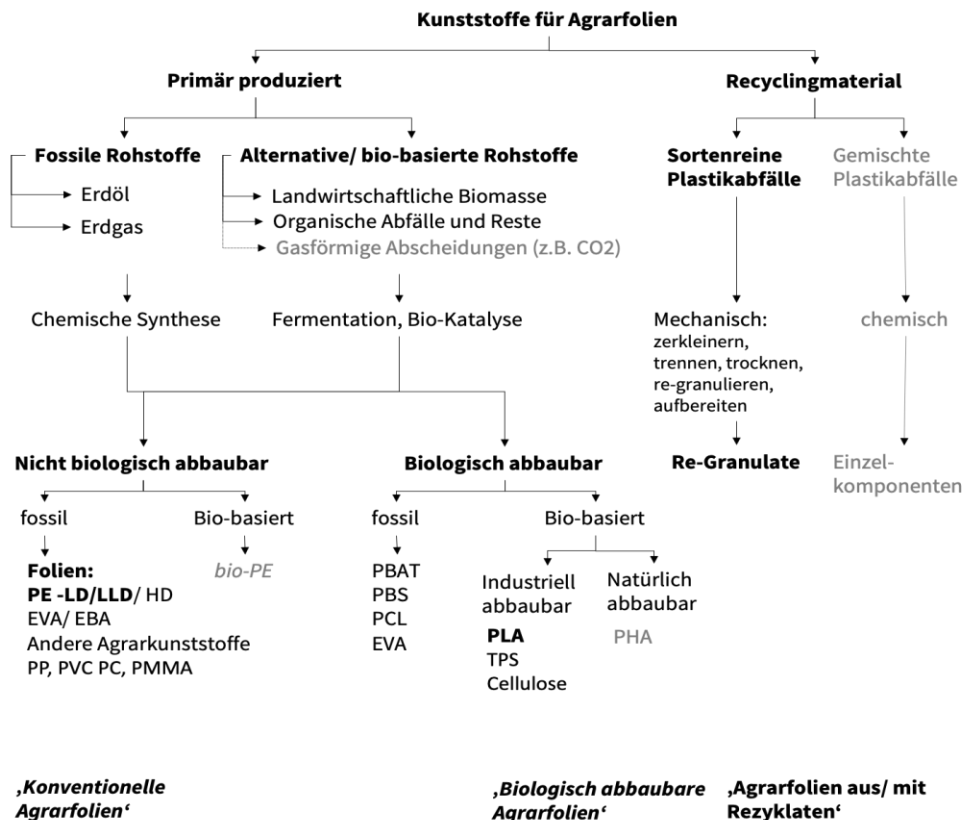 Kunststoffe für Agrarfolien
Primär produziert
Recyclingmaterial
Fossile Rohstoffe
Erdöl
Erdgas
Alternative/ bio-basierte Rohstoffe
Landwirtschaftliche Biomasse
Organische Abfälle und Reste
Gasförmige Abscheidungen (z.B. CO2)
Sortenreine
Plastikabfälle
Gemischte
Plastikabfälle
Chemische Synthese
Fermentation, Bio-Katalyse
Mechanisch:
zerkleinern,
trennen, trocknen,
re-granulieren,
aufbereiten
chemisch
Nicht biologisch abbaubar
Biologisch abbaubar
Re-Granulate
Einzel-
komponenten
fossil
Bio-basiert
fossil
Bio-basiert
Folien:
PE -LD/LLD/ HD
EVA/ EBA
Andere Agrarkunststoffe
PP, PVC PC, PMMA
bio-PE
PBAT
PBS
PCL
EVA
Industriell
abbaubar
PLA
TPS
Cellulose
Natürlich
abbaubar
PHA
‚Konventionelle
Agrarfolien‘
‚Biologisch abbaubare
Agrarfolien‘
‚Agrarfolien aus/ mit
Rezyklaten‘